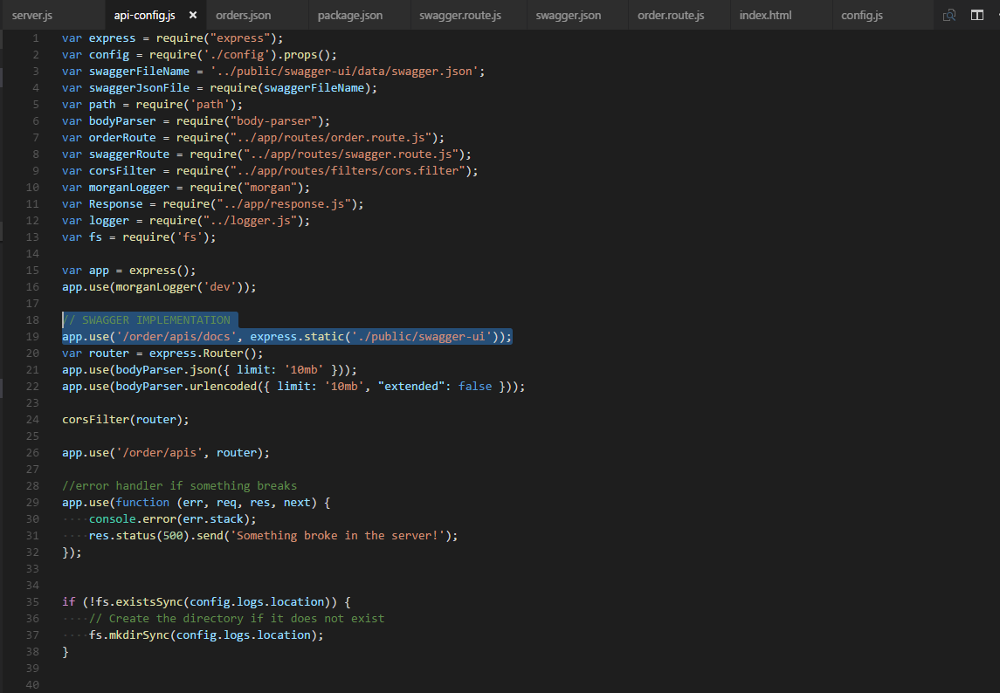 server.js api-config.js × orders.json package.json swagger.route.js swagger.json order.route.js index.html config.js
1 var express = require("express");
2 var config = require('./config').props();
3 var swaggerFileName = '../public/swagger-ui/data/swagger.json';
4 var swaggerJsonFile = require(swaggerFileName);
5 var path = require('path');
6 var bodyParser = require("body-parser");
7 var orderRoute = require("../app/routes/order.route.js");
8 var swaggerRoute = require("../app/routes/swagger.route.js");
9 var corsFilter = require("../app/routes/filters/cors.filter");
10 var morganLogger = require("morgan");
11 var Response = require("../app/response.js");
12 var logger = require("../logger.js");
13 var fs = require('fs');
14
15 var app = express();
16 app.use(morganLogger('dev'));
17
18 // SWAGGER IMPLEMENTATION
19 app.use('/order/apis/docs', express.static('./public/swagger-ui'));
20 var router = express.Router();
21 app.use(bodyParser.json({ limit: '10mb' }));
22 app.use(bodyParser.urlencoded({ limit: '10mb', "extended": false }));
23
24 corsFilter(router);
25
26 app.use('/order/apis', router);
27
28 //error handler if something breaks
29 app.use(function (err, req, res, next) {
30 ····console.error(err.stack);
31 ····res.status(500).send('Something broke in the server!');
32 });
33
34
35 if (!fs.existsSync(config.logs.location)) {
36 ····// Create the directory if it does not exist
37 ····fs.mkdirSync(config.logs.location);
38 }
39
40